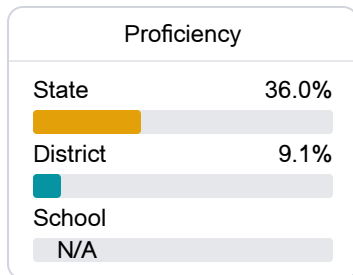 Proficiency
State 36.0%
District 9.1%
School
N/A